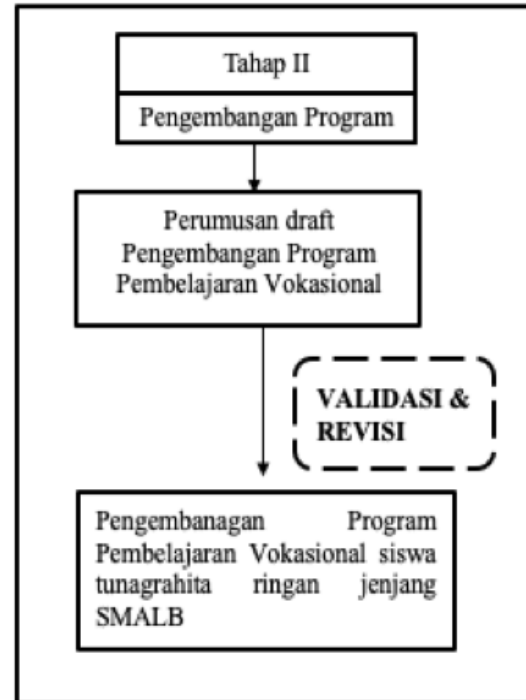 Tahap II
Pengembangan Program
Perumusan draft
Pengembangan Program
Pembelajaran Vokasional
VALIDASI &
REVISI
Pengembanagan Program
Pembelajaran Vokasional siswa
tunagrahita ringan jenjang
SMALB